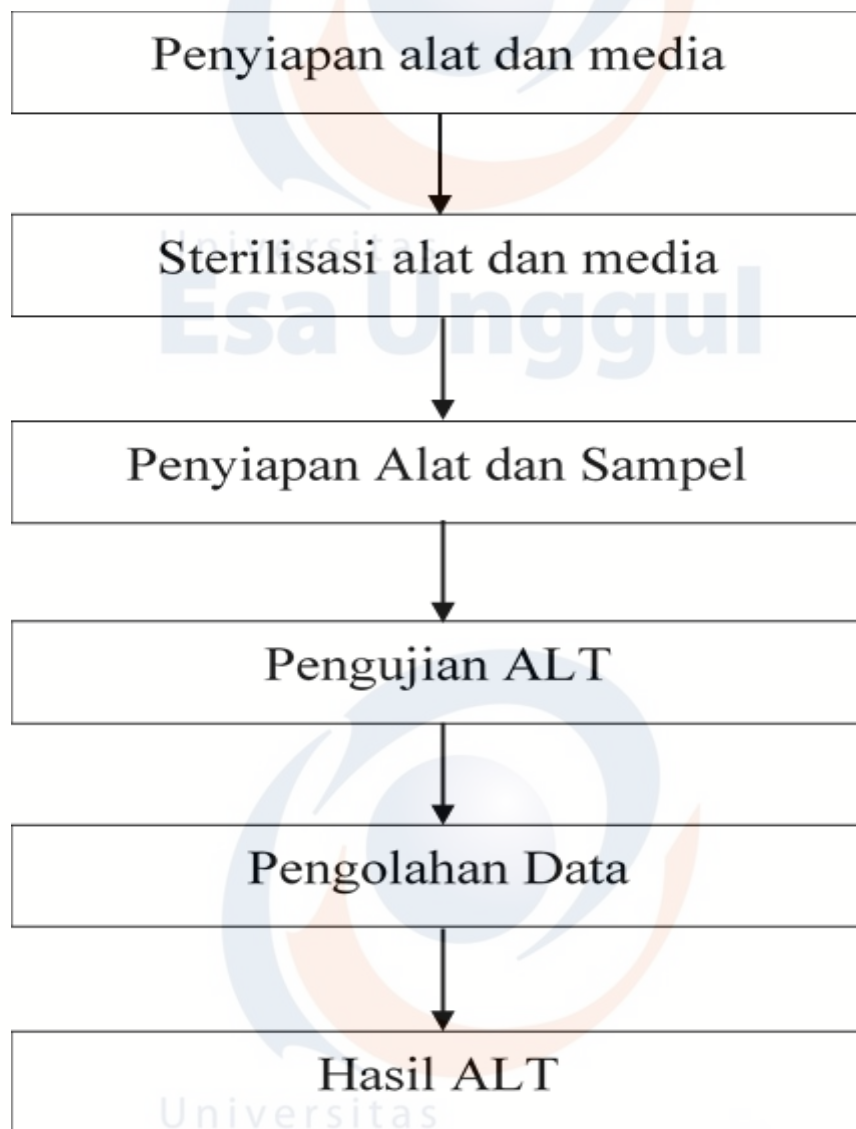 Penyiapan alat dan media
Sterilisasi alat dan media
Universitas
Esa Unggul
Penyiapan Alat dan Sampel
Pengujian ALT
Pengolahan Data
Hasil ALT
Universitas